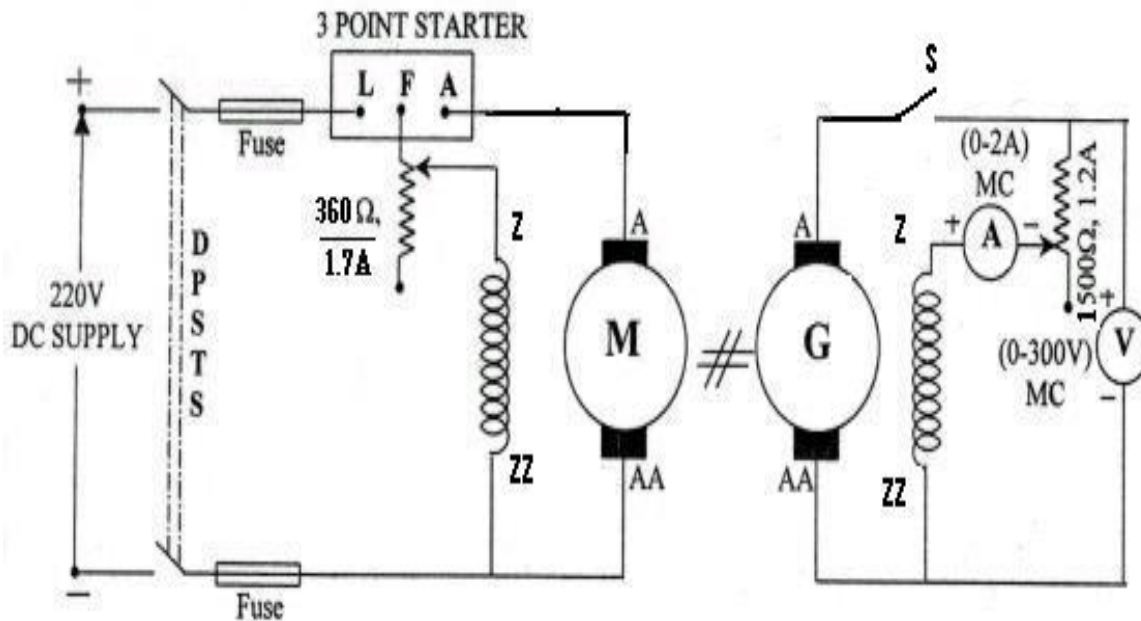 3 POINT STARTER
L F A
+
Fuse
S
(0-2A)
MC
360 Ω,
1.7A
Z
A
A
Z
+ A −
1500Ω, 1.2A
D
P
S
T
S
220V
DC SUPPLY
M
G
+
V
−
(0-300V)
MC
ZZ
AA
AA
ZZ
−
Fuse